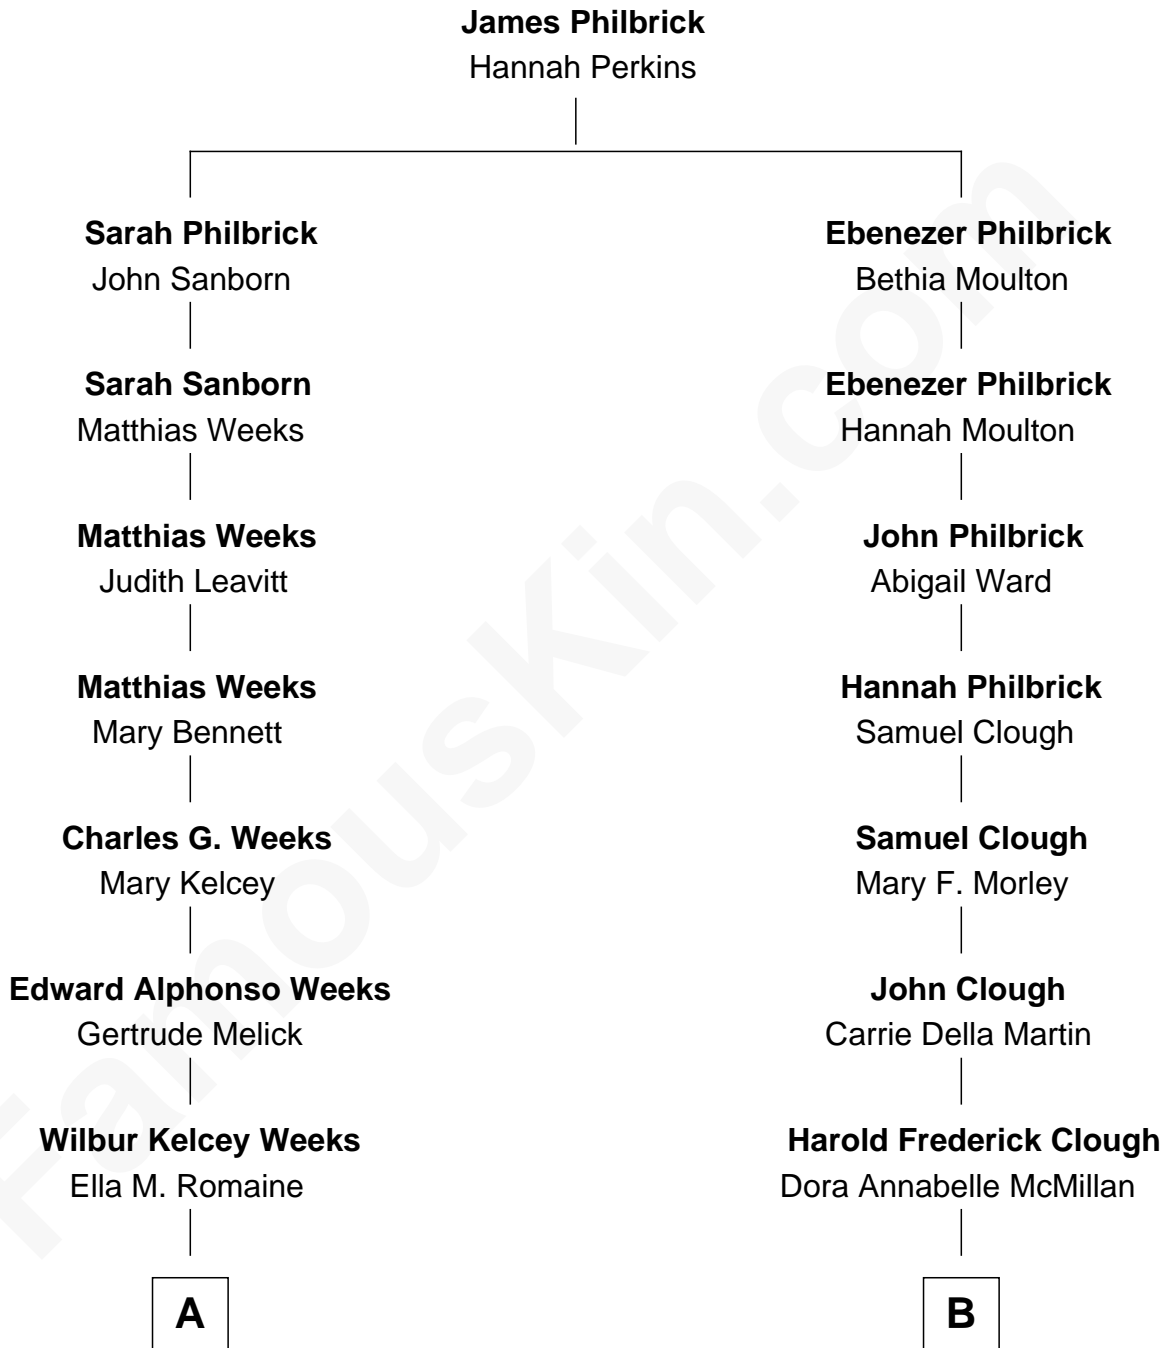 James Philbrick
Hannah Perkins
Sarah Philbrick
John Sanborn
Ebenezer Philbrick
Bethia Moulton
Sarah Sanborn
Matthias Weeks
Ebenezer Philbrick
Hannah Moulton
Matthias Weeks
Judith Leavitt
John Philbrick
Abigail Ward
Matthias Weeks
Mary Bennett
Hannah Philbrick
Samuel Clough
Charles G. Weeks
Mary Kelcey
Samuel Clough
Mary F. Morley
Edward Alphonso Weeks
Gertrude Melick
John Clough
Carrie Della Martin
Wilbur Kelcey Weeks
Ella M. Romaine
Harold Frederick Clough
Dora Annabelle McMillan
A
B
FamousKin.com